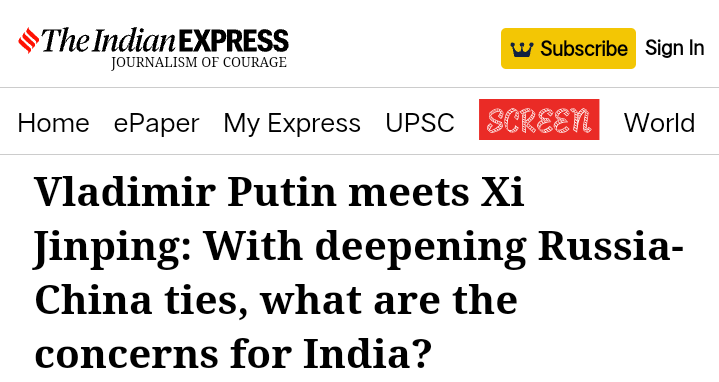 The Indian EXPRESS
JOURNALISM OF COURAGE
Subscribe Sign In
Home ePaper My Express UPSC SCREEN World
Vladimir Putin meets Xi
Jinping: With deepening Russia-
China ties, what are the
concerns for India?